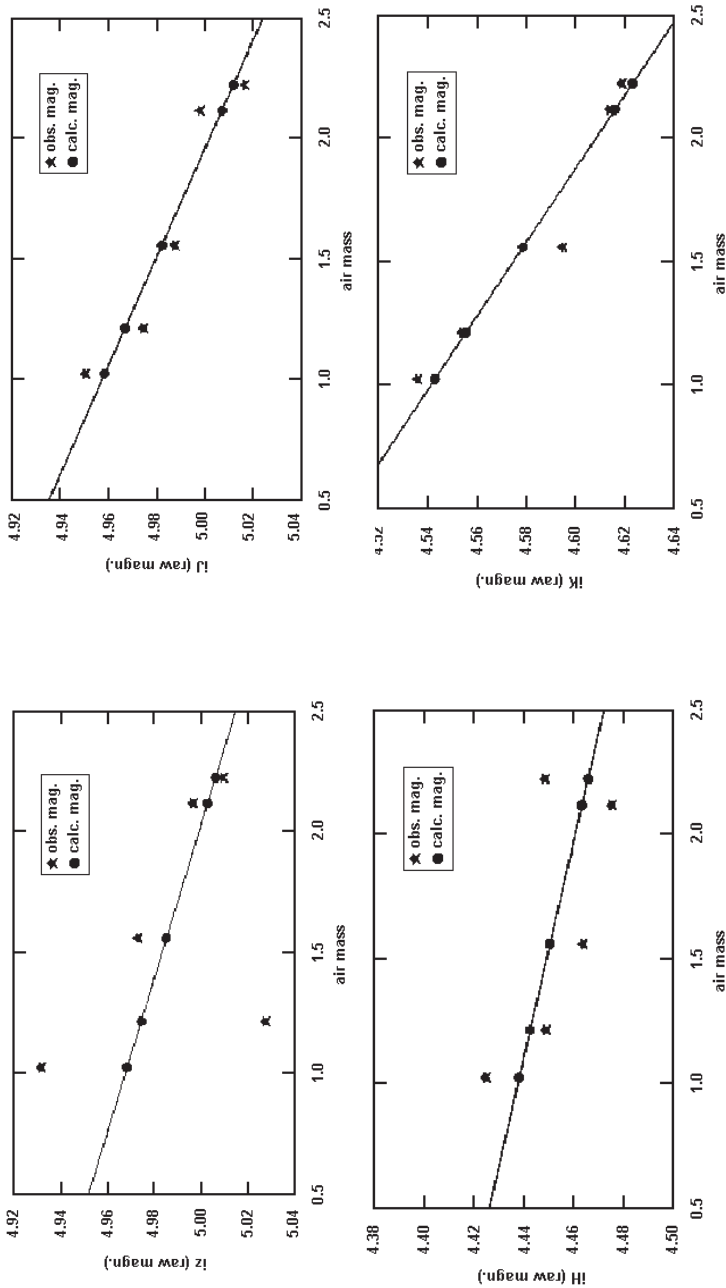 4.92
4.94
4.96
4.98
5.00
5.02
5.04
iz (raw magn.)
obs. mag.
calc. mag.
0.5 1.0 1.5 2.0 2.5
air mass
4.92
4.94
4.96
4.98
5.00
5.02
5.04
iJ (raw magn.)
obs. mag.
calc. mag.
0.5 1.0 1.5 2.0 2.5
air mass
4.38
4.40
4.42
4.44
4.46
4.48
4.50
iH (raw magn.)
obs. mag.
calc. mag.
0.5 1.0 1.5 2.0 2.5
air mass
4.52
4.54
4.56
4.58
4.60
4.62
4.64
iK (raw magn.)
obs. mag.
calc. mag.
0.5 1.0 1.5 2.0 2.5
air mass